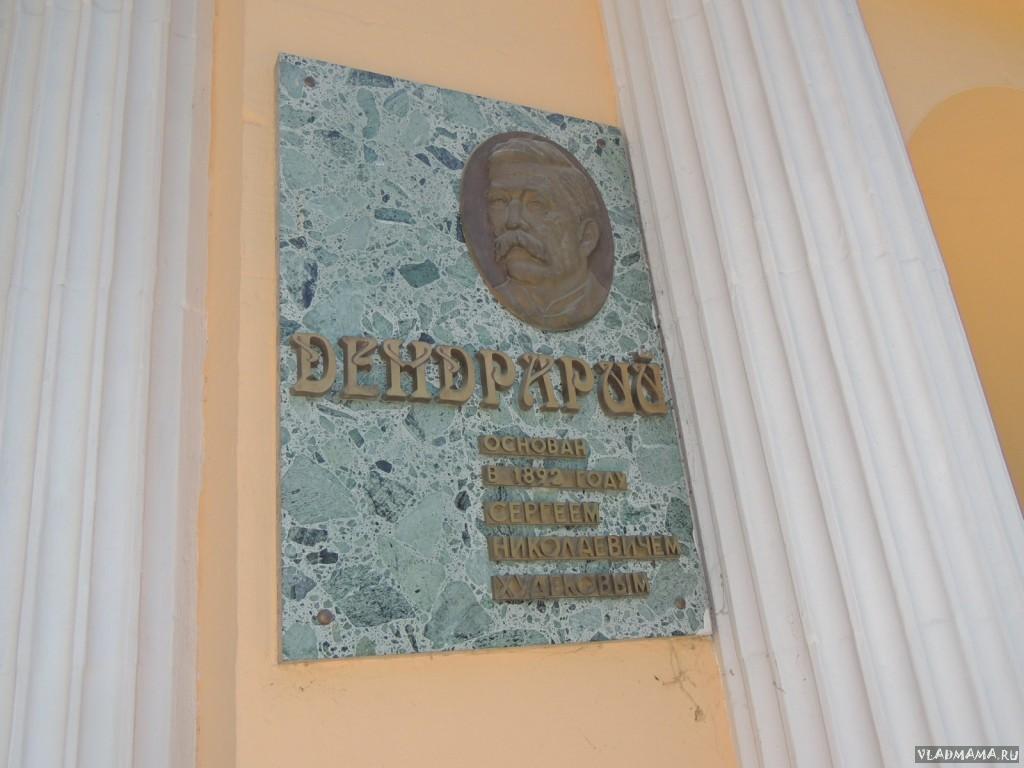 ДЕНДРАРИЙ
ОСНОВАН
В 1892 ГОДУ
СЕРГЕЕМ
НИКОЛАЕВИЧЕМ
ХУДЕКОВЫМ
VLADMAMA.RU